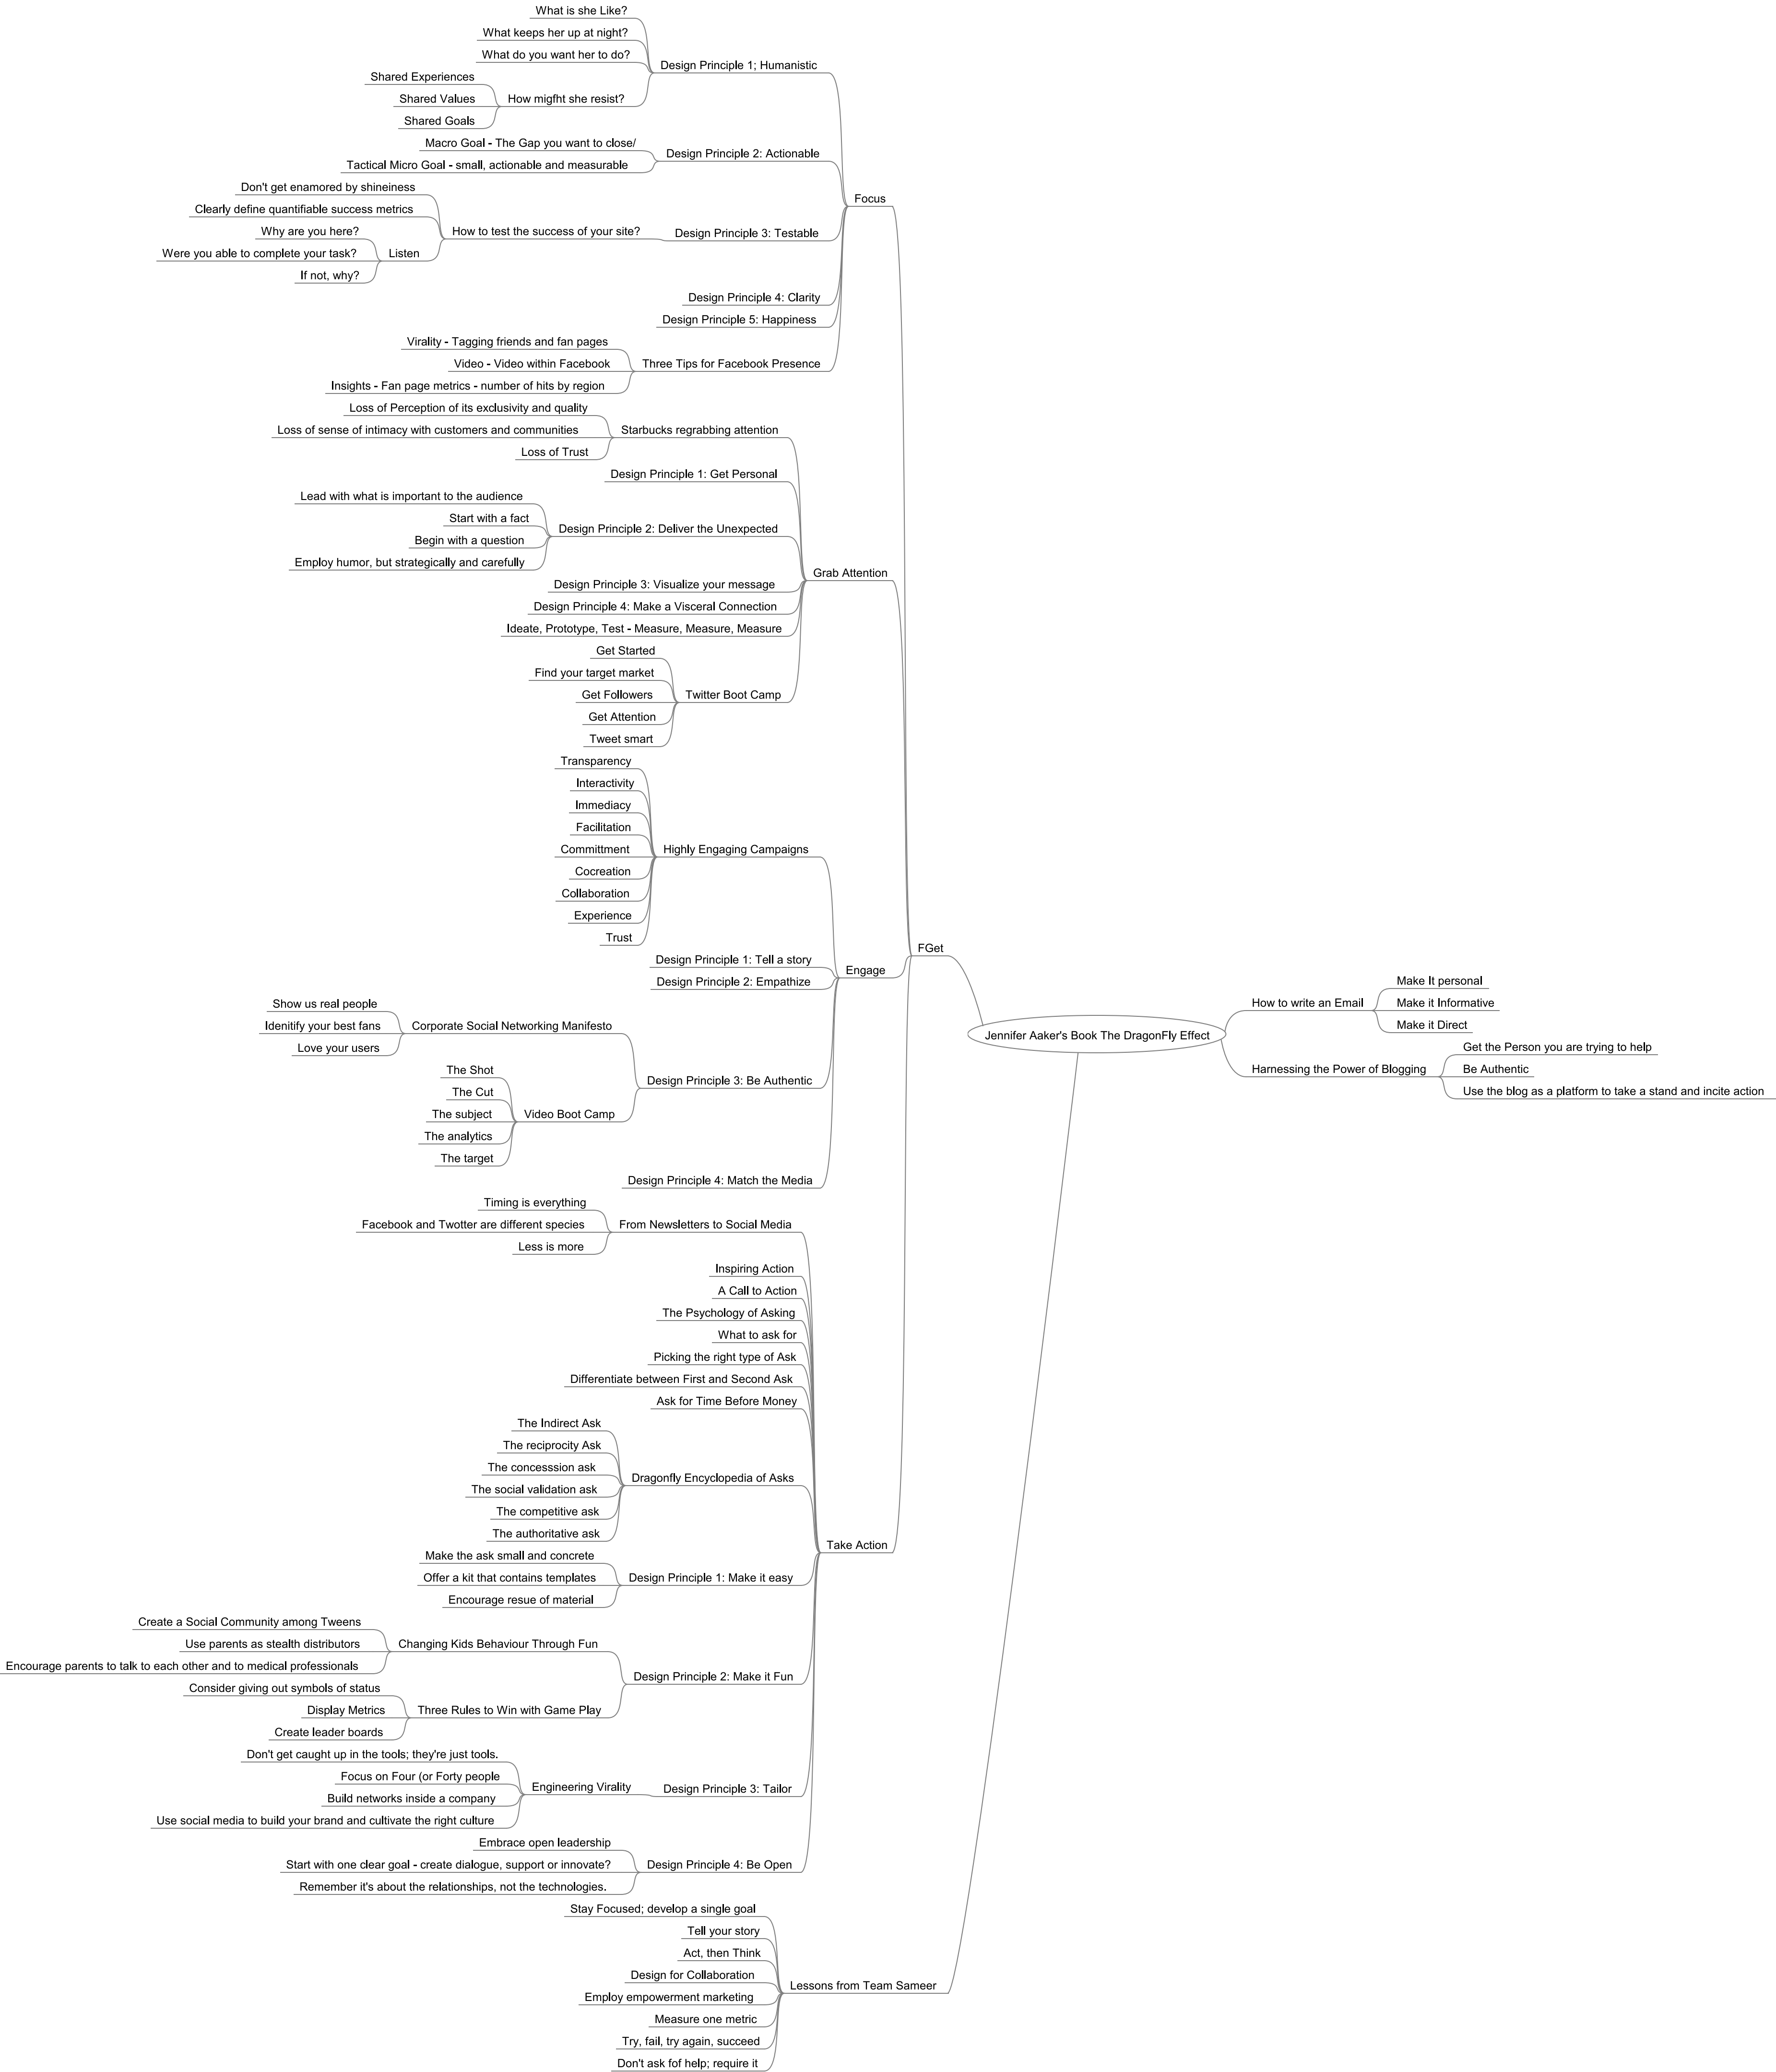 What is she Like?
What keeps her up at night?
What do you want her to do?
Design Principle 1; Humanistic
Shared Experiences
Shared Values
How migfht she resist?
Shared Goals
Macro Goal - The Gap you want to close/
Design Principle 2: Actionable
Tactical Micro Goal - small, actionable and measurable
Don't get enamored by shineiness
Focus
Clearly define quantifiable success metrics
Why are you here?
How to test the success of your site?
Design Principle 3: Testable
Were you able to complete your task?
Listen
If not, why?
Design Principle 4: Clarity
Design Principle 5: Happiness
Virality - Tagging friends and fan pages
Video - Video within Facebook
Three Tips for Facebook Presence
Insights - Fan page metrics - number of hits by region
Loss of Perception of its exclusivity and quality
Loss of sense of intimacy with customers and communities
Starbucks regrabbing attention
Loss of Trust
Design Principle 1: Get Personal
Lead with what is important to the audience
Start with a fact
Design Principle 2: Deliver the Unexpected
Begin with a question
Employ humor, but strategically and carefully
Grab Attention
Design Principle 3: Visualize your message
Design Principle 4: Make a Visceral Connection
Ideate, Prototype, Test - Measure, Measure, Measure
Get Started
Find your target market
Get Followers
Twitter Boot Camp
Get Attention
Tweet smart
Transparency
Interactivity
Immediacy
Facilitation
Committment
Highly Engaging Campaigns
Cocreation
Collaboration
Experience
Trust
FGet
Design Principle 1: Tell a story
Engage
Design Principle 2: Empathize
Show us real people
Idenitify your best fans
Corporate Social Networking Manifesto
Love your users
The Shot
Design Principle 3: Be Authentic
The Cut
The subject
Video Boot Camp
The analytics
The target
Design Principle 4: Match the Media
Jennifer Aaker's Book The DragonFly Effect
Make It personal
How to write an Email
Make it Informative
Make it Direct
Get the Person you are trying to help
Harnessing the Power of Blogging
Be Authentic
Use the blog as a platform to take a stand and incite action
Timing is everything
Facebook and Twotter are different species
From Newsletters to Social Media
Less is more
Inspiring Action
A Call to Action
The Psychology of Asking
What to ask for
Picking the right type of Ask
Differentiate between First and Second Ask
Ask for Time Before Money
The Indirect Ask
The reciprocity Ask
The concesssion ask
Dragonfly Encyclopedia of Asks
The social validation ask
The competitive ask
The authoritative ask
Take Action
Make the ask small and concrete
Offer a kit that contains templates
Design Principle 1: Make it easy
Encourage resue of material
Create a Social Community among Tweens
Use parents as stealth distributors
Changing Kids Behaviour Through Fun
Encourage parents to talk to each other and to medical professionals
Design Principle 2: Make it Fun
Consider giving out symbols of status
Display Metrics
Three Rules to Win with Game Play
Create leader boards
Don't get caught up in the tools; they're just tools.
Focus on Four (or Forty people
Engineering Virality
Design Principle 3: Tailor
Build networks inside a company
Use social media to build your brand and cultivate the right culture
Embrace open leadership
Start with one clear goal - create dialogue, support or innovate?
Design Principle 4: Be Open
Remember it's about the relationships, not the technologies.
Stay Focused; develop a single goal
Tell your story
Act, then Think
Design for Collaboration
Lessons from Team Sameer
Employ empowerment marketing
Measure one metric
Try, fail, try again, succeed
Don't ask fof help; require it